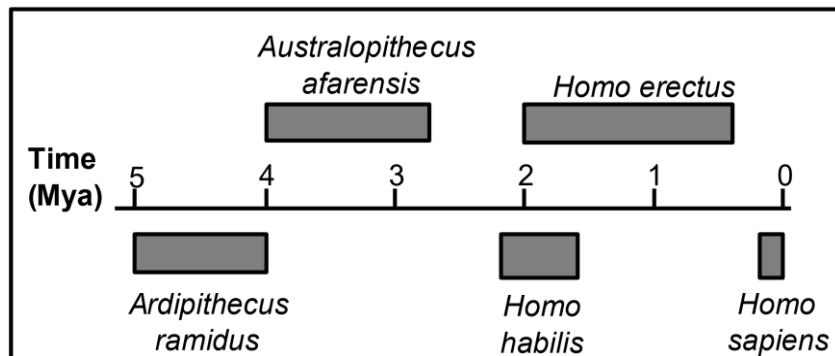 Australopithecus
afarensis
Homo erectus
Time
(Mya)
5 4 3 2 1 0
Ardipithecus
ramidus
Homo
habilis
Homo
sapiens